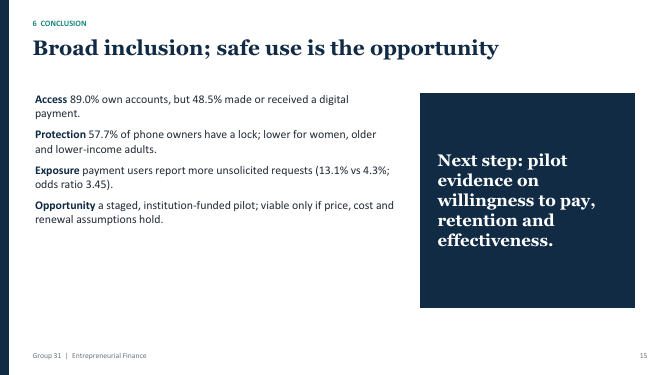 6 CONCLUSION
Broad inclusion; safe use is the opportunity
Access 89.0% own accounts, but 48.5% made or received a digital
payment.
Protection 57.7% of phone owners have a lock; lower for women, older
and lower-income adults.
Exposure payment users report more unsolicited requests (13.1% vs 4.3%;
odds ratio 3.45).
Opportunity a staged, institution-funded pilot; viable only if price, cost and
renewal assumptions hold.
Next step: pilot
evidence on
willingness to pay,
retention and
effectiveness.
Group 31 | Entrepreneurial Finance
15